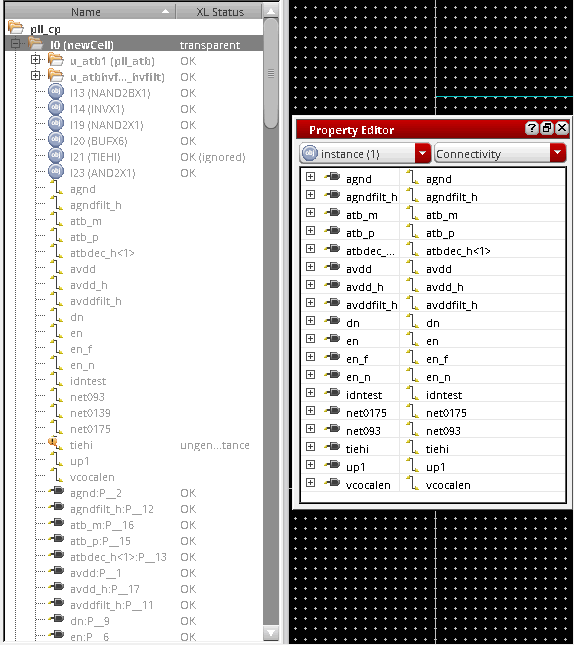 Name XL Status
pll_cp
I0 (newCell) transparent
u_atb1 (pll_atb) OK
u_atbhvf..._hvfilt) OK
I13 (NAND2BX1) OK
I14 (INVX1) OK
I19 (NAND2X1) OK
I20 (BUFX6) OK
I21 (TIEHI) OK (ignored)
I23 (AND2X1) OK
agnd
agndfilt_h
atb_m
atb_p
atbdec_h<1>
avdd
avdd_h
avddfilt_h
dn
en
en_f
en_n
idntest
net093
net0139
net0175
tiehi ungen...tance
up1
vcocalen
agnd:P__2 OK
agndfilt_h:P__12 OK
atb_m:P__16 OK
atb_p:P__15 OK
atbdec_h<1>:P__13 OK
avdd:P__1 OK
avdd_h:P__17 OK
avddfilt_h:P__11 OK
dn:P__9 OK
en:P__6 OK
Property Editor
instance (1) Connectivity
agnd agnd
agndfilt_h agndfilt_h
atb_m atb_m
atb_p atb_p
atbdec_... atbdec_h<1>
avdd avdd
avdd_h avdd_h
avddfilt_h avddfilt_h
dn dn
en en
en_f en_f
en_n en_n
idntest idntest
net0175 net0175
net093 net093
tiehi tiehi
up1 up1
vcocalen vcocalen